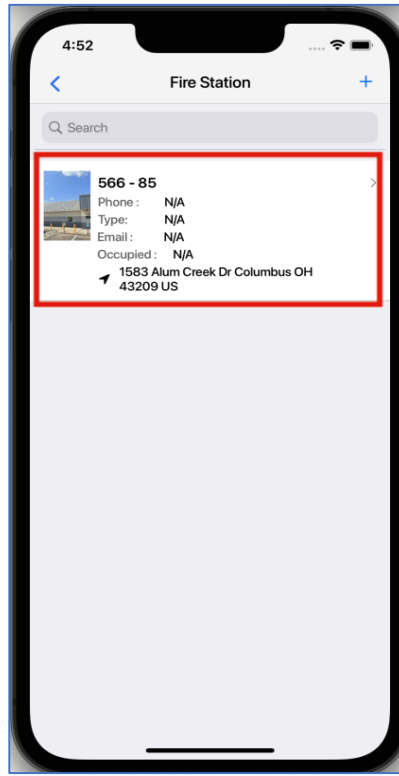 4:52
Fire Station
+
Search
566 - 85
Phone : N/A
Type: N/A
Email : N/A
Occupied : N/A
1583 Alum Creek Dr Columbus OH
43209 US